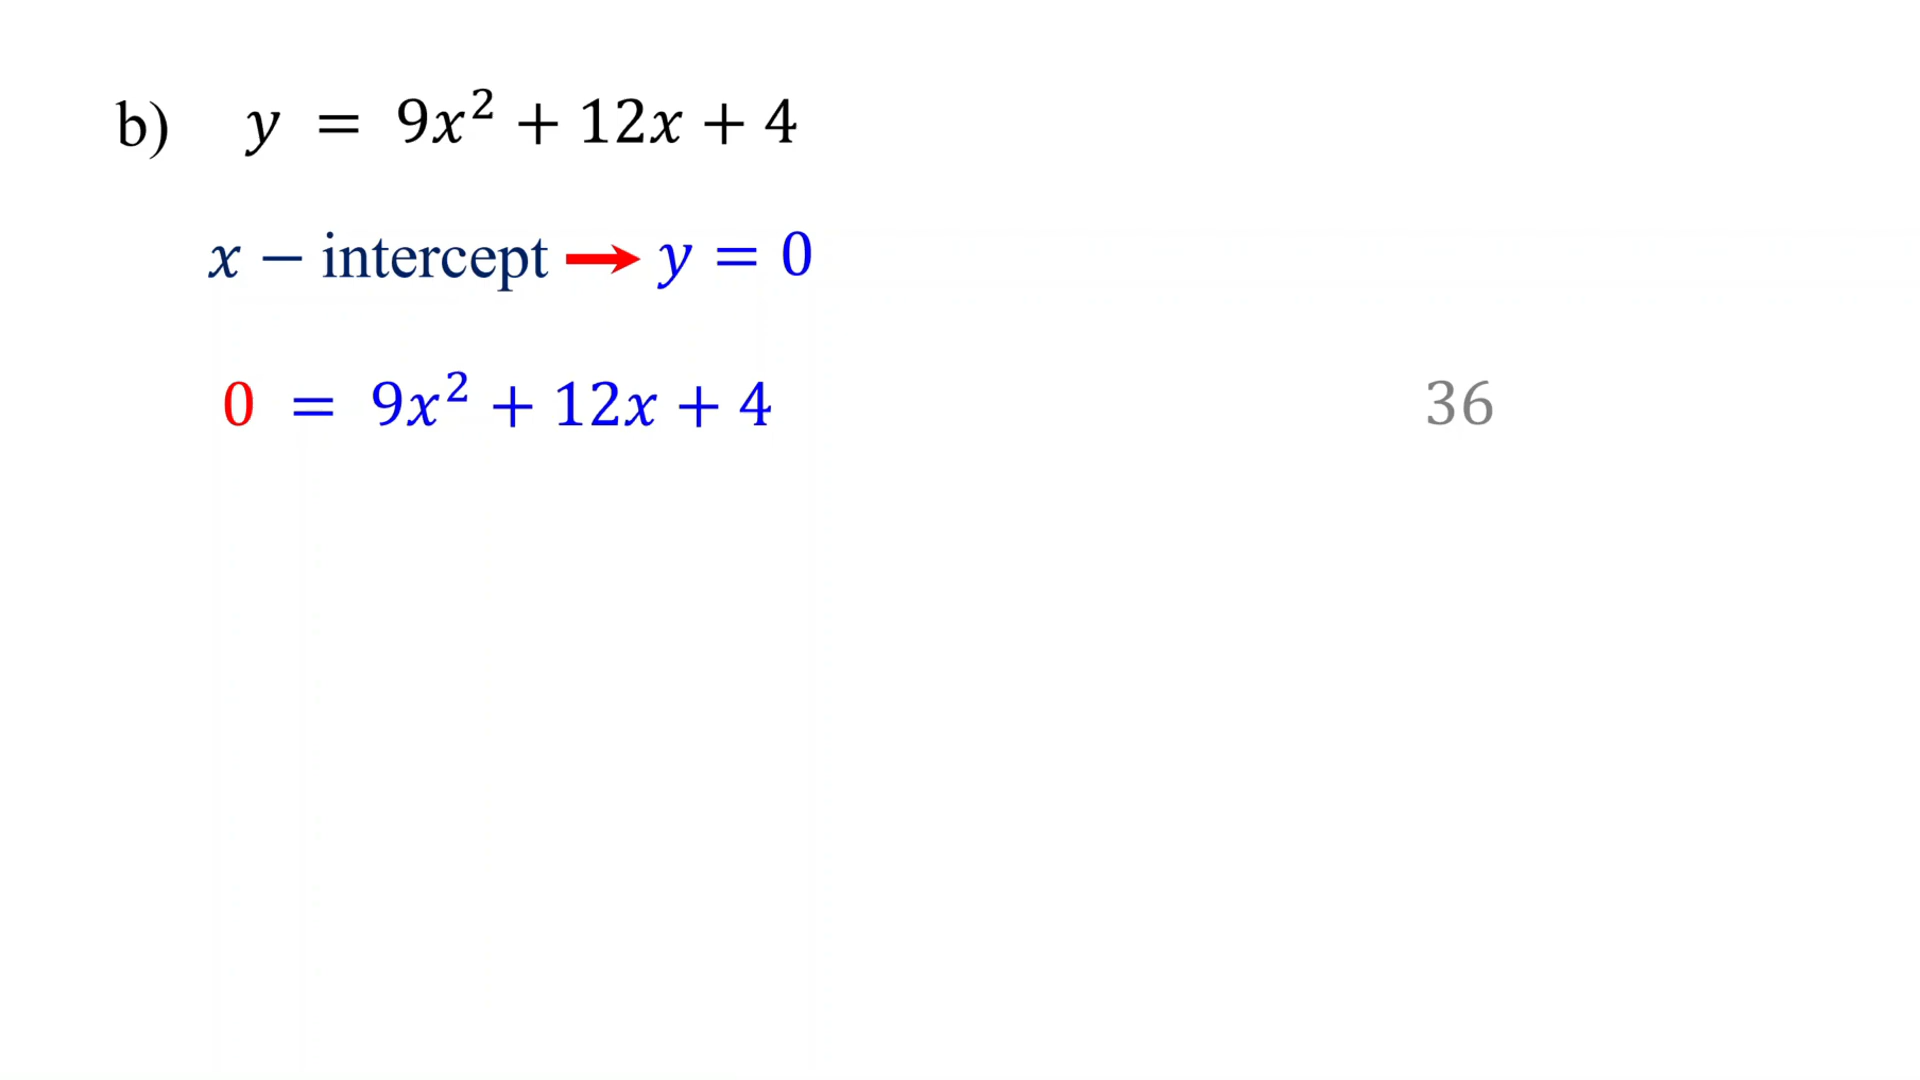 b) y = 9x² + 12x + 4
x − intercept → y = 0
0 = 9x² + 12x + 4 36